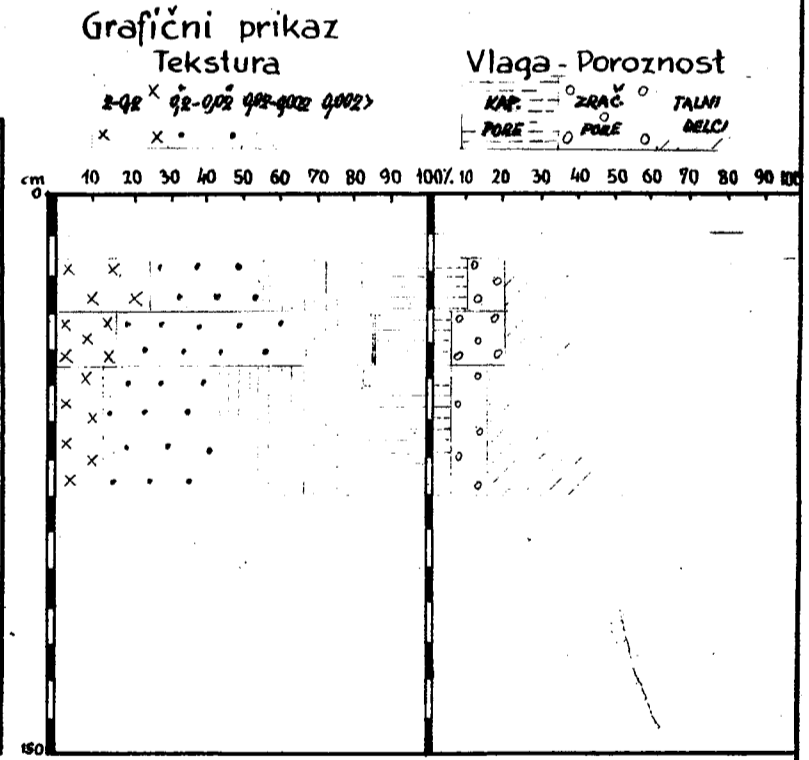 Grafični prikaz
Tekstura
2-0,2 0,2-0,02 0,02-0,002 0,002>
Vlaga - Poroznost
KAP. ZRAČ. TALNI
PORE PORE DELCI
cm 10 20 30 40 50 60 70 80 90 100% 10 20 30 40 50 60 70 80 90 100
0
150